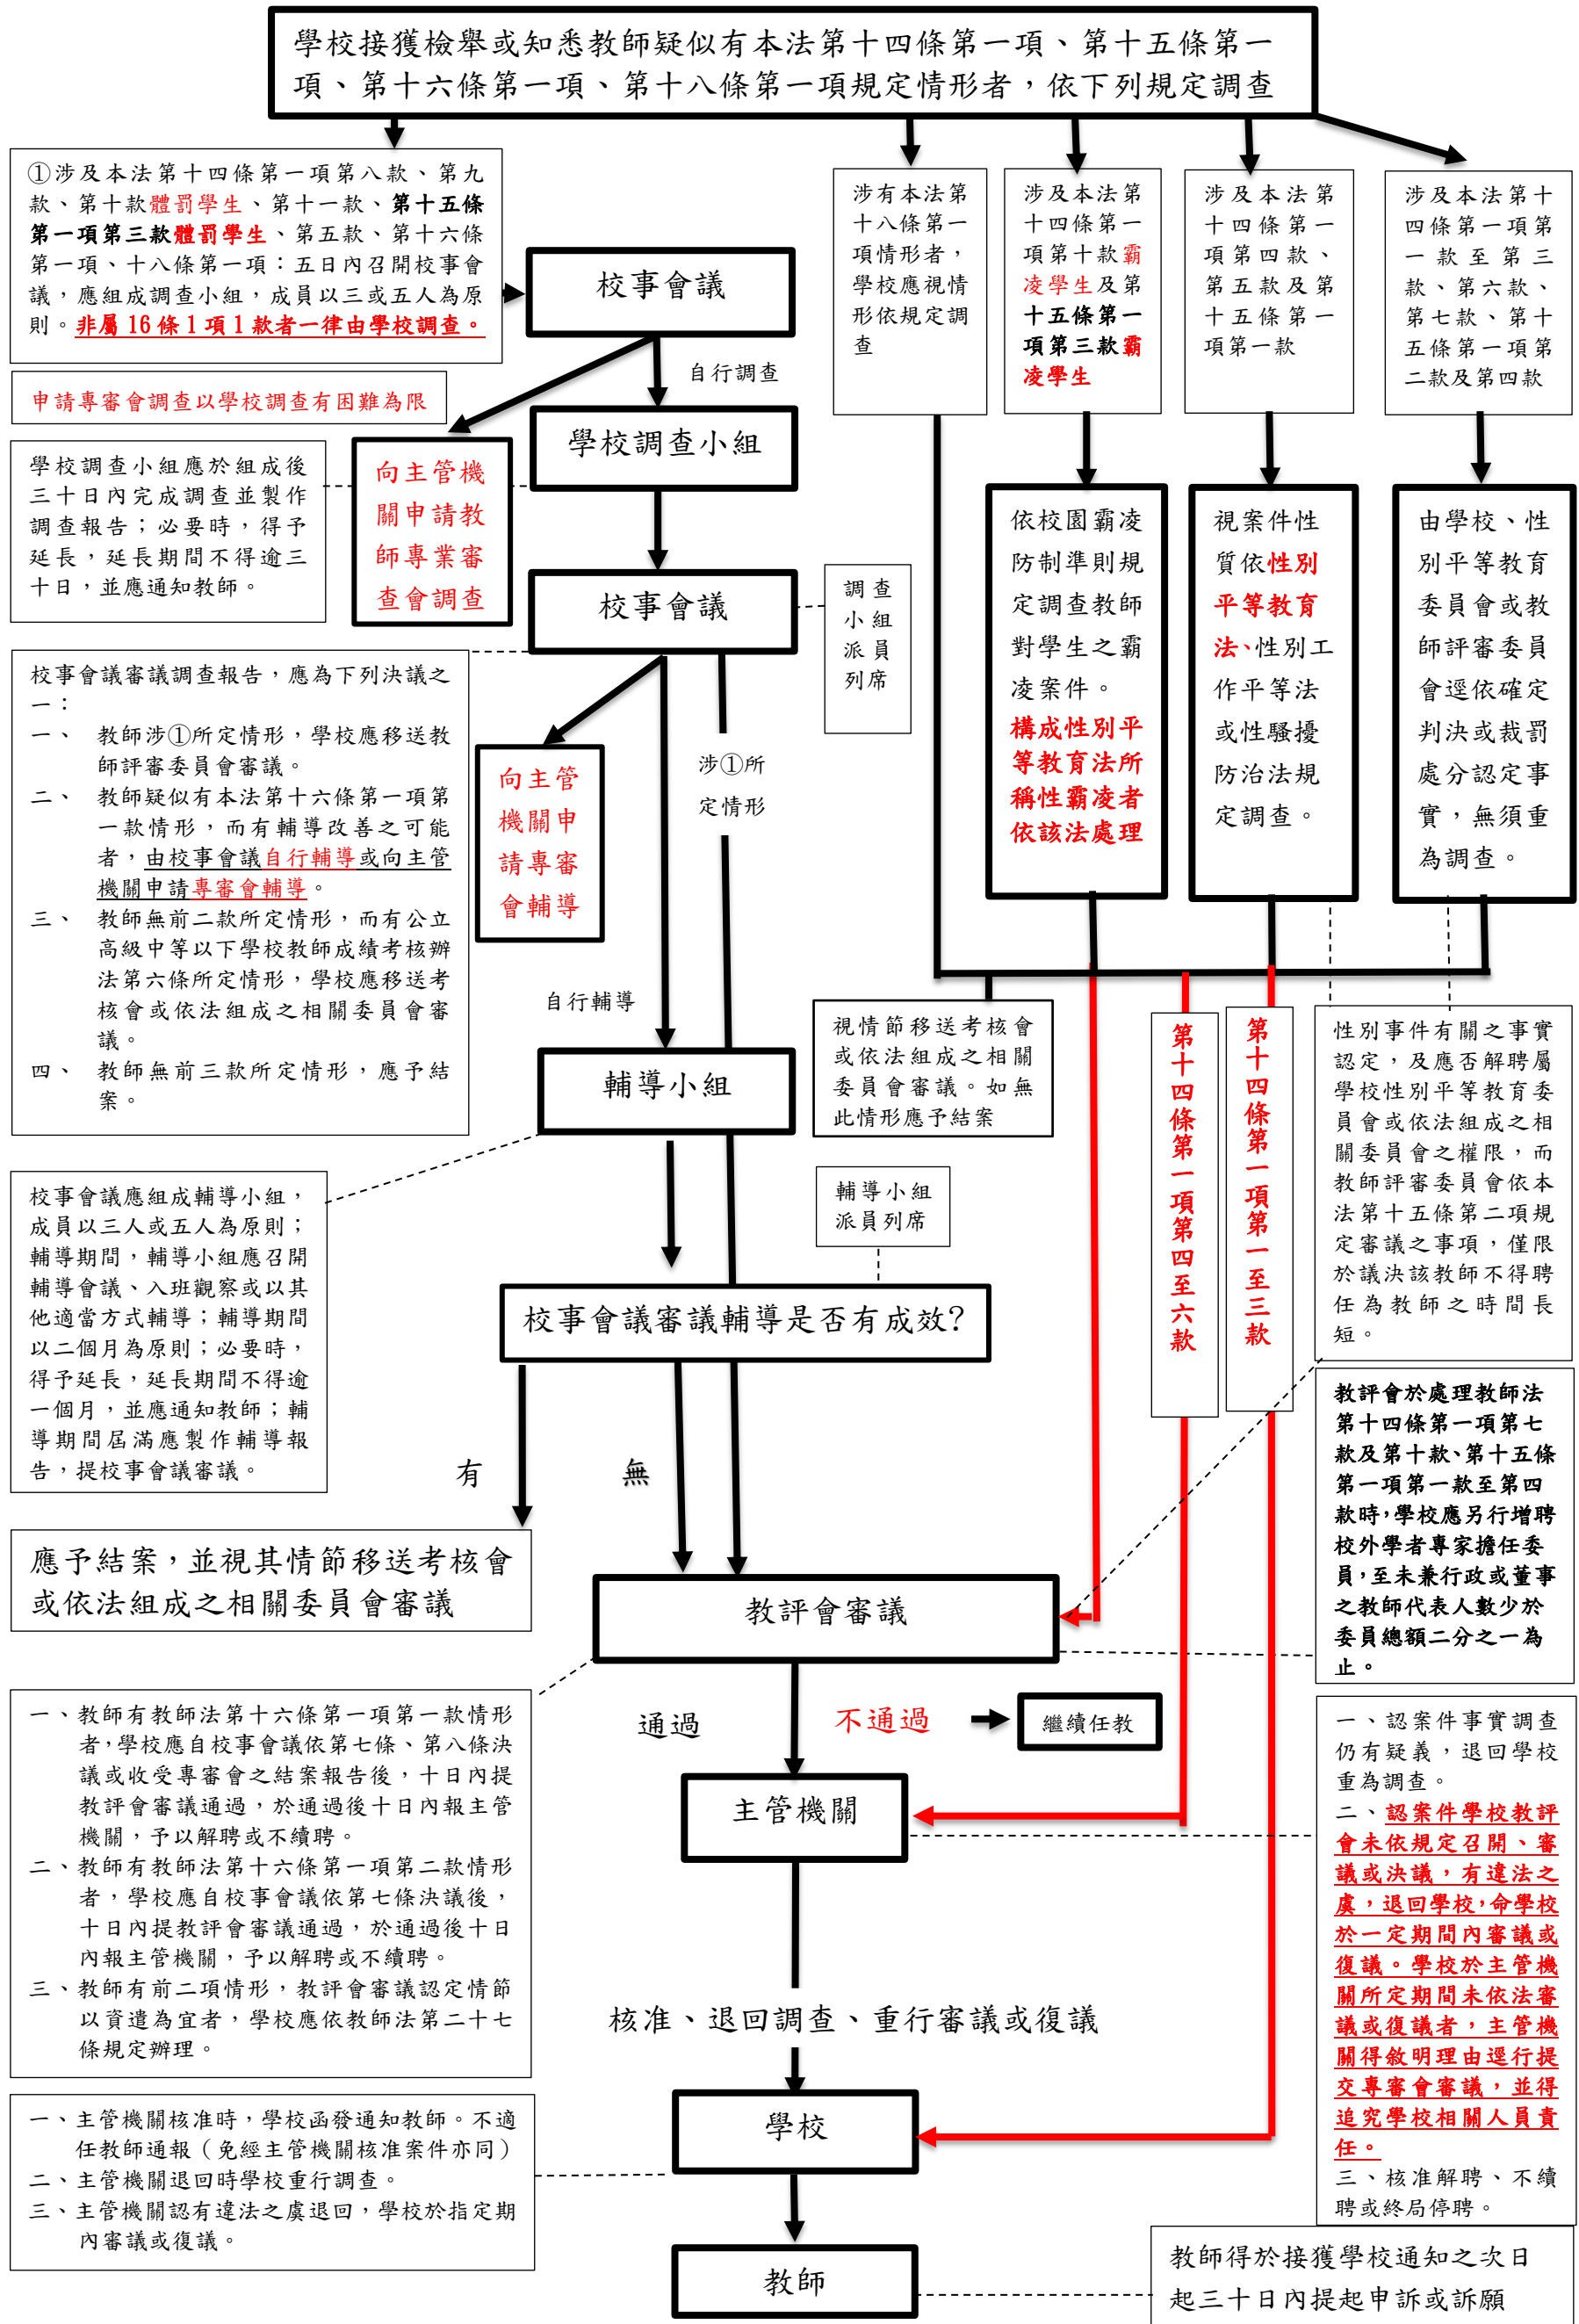 學校接獲檢舉或知悉教師疑似有本法第十四條第一項、第十五條第一
項、第十六條第一項、第十八條第一項規定情形者，依下列規定調查
①涉及本法第十四條第一項第八款、第九
款、第十款體罰學生、第十一款、第十五條
第一項第三款體罰學生、第五款、第十六條
第一項、十八條第一項：五日內召開校事會
議，應組成調查小組，成員以三或五人為原
則。非屬 16 條 1 項 1 款者一律由學校調查。
涉有本法第
十八條第一
項情形者，
學校應視情
形依規定調
查
涉及本法第
十四條第一
項第十款霸
凌學生及第
十五條第一
項第三款霸
凌學生
涉及本法第
十四條第一
項第四款、
第五款及第
十五條第一
項第一款
涉及本法第十
四條第一項第
一款至第三
款、第六款、
第七款、第十
五條第一項第
二款及第四款
校事會議
自行調查
申請專審會調查以學校調查有困難為限
學校調查小組
學校調查小組應於組成後
三十日內完成調查並製作
調查報告；必要時，得予
延長，延長期間不得逾三
十日，並應通知教師。
向主管機
關申請教
師專業審
查會調查
依校園霸凌
防制準則規
定調查教師
對學生之霸
凌案件。
構成性別平
等教育法所
稱性霸凌者
依該法處理
視案件性
質依性別
平等教育
法、性別工
作平等法
或性騷擾
防治法規
定調查。
由學校、性
別平等教育
委員會或教
師評審委員
會逕依確定
判決或裁罰
處分認定事
實，無須重
為調查。
校事會議
調查
小組
派員
列席
校事會議審議調查報告，應為下列決議之
一：
一、 教師涉①所定情形，學校應移送教
師評審委員會審議。
二、 教師疑似有本法第十六條第一項第
一款情形，而有輔導改善之可能
者，由校事會議自行輔導或向主管
機關申請專審會輔導。
三、 教師無前二款所定情形，而有公立
高級中等以下學校教師成績考核辦
法第六條所定情形，學校應移送考
核會或依法組成之相關委員會審
議。
四、 教師無前三款所定情形，應予結
案。
向主管
機關申
請專審
會輔導
涉①所
定情形
自行輔導
輔導小組
視情節移送考核會
或依法組成之相關
委員會審議。如無
此情形應予結案
第十四條第一項第四至六款
第十四條第一項第一至三款
性別事件有關之事實
認定，及應否解聘屬
學校性別平等教育委
員會或依法組成之相
關委員會之權限，而
教師評審委員會依本
法第十五條第二項規
定審議之事項，僅限
於議決該教師不得聘
任為教師之時間長
短。
校事會議應組成輔導小組，
成員以三人或五人為原則；
輔導期間，輔導小組應召開
輔導會議、入班觀察或以其
他適當方式輔導；輔導期間
以二個月為原則；必要時，
得予延長，延長期間不得逾
一個月，並應通知教師；輔
導期間屆滿應製作輔導報
告，提校事會議審議。
輔導小組
派員列席
校事會議審議輔導是否有成效?
有
無
教評會於處理教師法
第十四條第一項第七
款及第十款、第十五條
第一項第一款至第四
款時，學校應另行增聘
校外學者專家擔任委
員，至未兼行政或董事
之教師代表人數少於
委員總額二分之一為
止。
應予結案，並視其情節移送考核會
或依法組成之相關委員會審議
教評會審議
通過
不通過
繼續任教
一、教師有教師法第十六條第一項第一款情形
者，學校應自校事會議依第七條、第八條決
議或收受專審會之結案報告後，十日內提
教評會審議通過，於通過後十日內報主管
機關，予以解聘或不續聘。
二、教師有教師法第十六條第一項第二款情形
者，學校應自校事會議依第七條決議後，
十日內提教評會審議通過，於通過後十日
內報主管機關，予以解聘或不續聘。
三、教師有前二項情形，教評會審議認定情節
以資遣為宜者，學校應依教師法第二十七
條規定辦理。
主管機關
一、認案件事實調查
仍有疑義，退回學校
重為調查。
二、認案件學校教評
會未依規定召開、審
議或決議，有違法之
虞，退回學校，命學校
於一定期間內審議或
復議。學校於主管機
關所定期間未依法審
議或復議者，主管機
關得敘明理由逕行提
交專審會審議，並得
追究學校相關人員責
任。
三、核准解聘、不續
聘或終局停聘。
核准、退回調查、重行審議或復議
學校
一、主管機關核准時，學校函發通知教師。不適
任教師通報（免經主管機關核准案件亦同）
二、主管機關退回時學校重行調查。
三、主管機關認有違法之虞退回，學校於指定期
內審議或復議。
教師
教師得於接獲學校通知之次日
起三十日內提起申訴或訴願